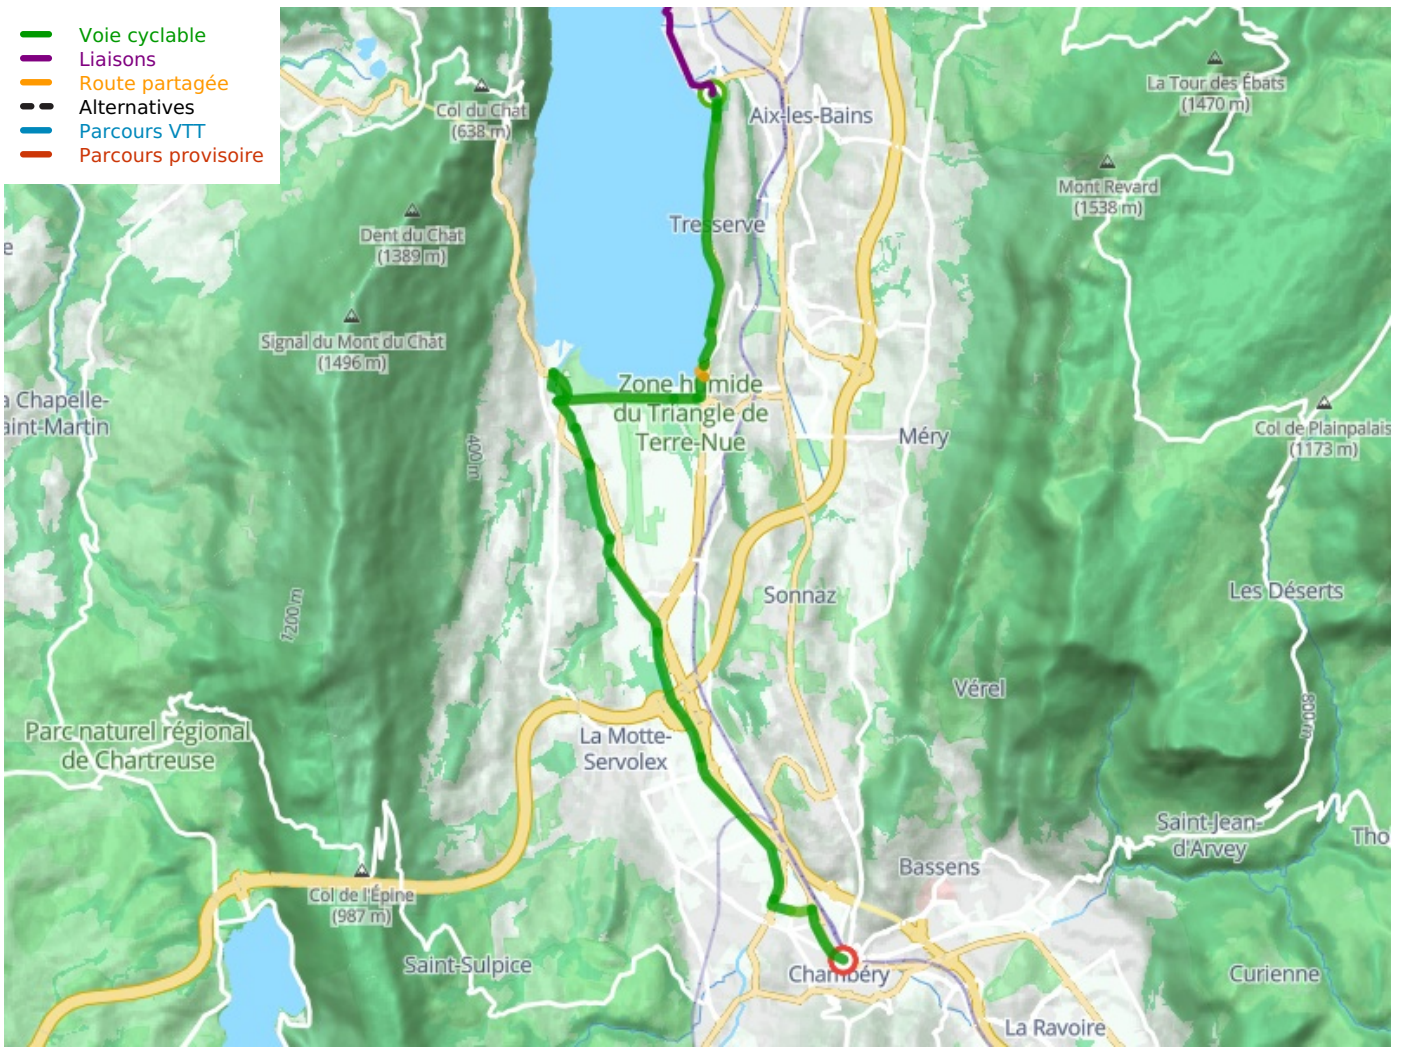 Voie cyclable
Liaisons
Route partagée
Alternatives
Parcours VTT
Parcours provisoire
Col du Chat
(638 m)
La Tour des Ébats
(1470 m)
Aix-les-Bains
Mont Revard
(1538 m)
Tresserve
Dent du Chat
(1389 m)
e
Signal du Mont du Chat
(1496 m)
Zone humide
du Triangle de
Terre-Nue
a Chapelle-
aint-Martin
Méry
Col de Plainpalais
(1173 m)
400 m
Sonnaz
Les Déserts
1200 m
Vérel
800 m
Parc naturel régional
de Chartreuse
La Motte-
Servolex
Saint-Jean-
d'Arvey
Tho
Bassens
Col de l'Épine
(987 m)
Saint-Sulpice
Chambéry
Curienne
La Ravoire